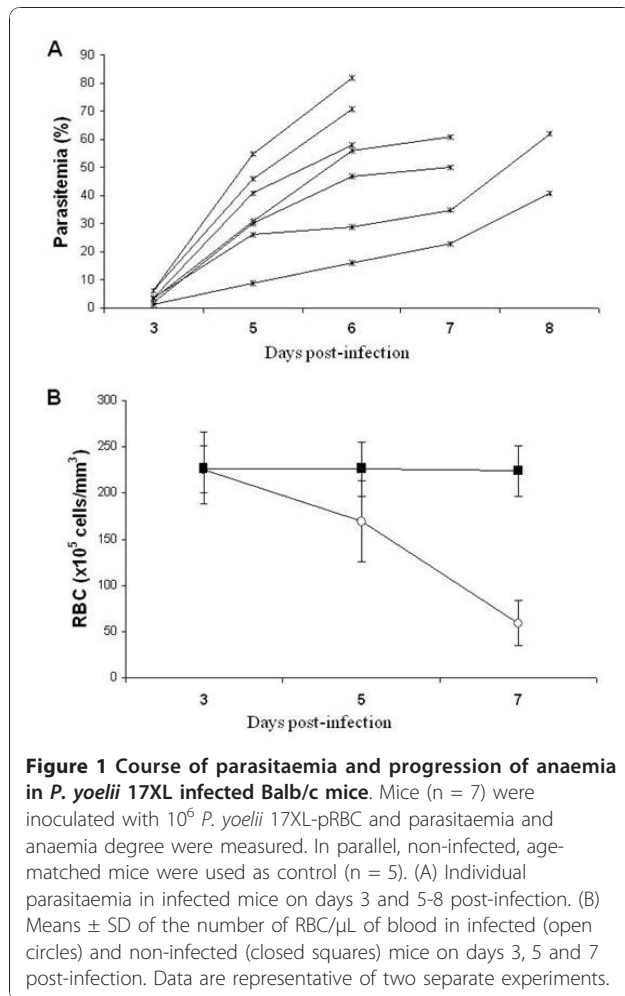 A
90
80
70
60
50
40
30
20
10
0
Parasitemia (%)
3 5 6 7 8
Days post-infection
B
300
250
200
150
100
50
0
RBC (x10⁵ cells/mm³)
3 5 7
Days post-infection
Figure 1 Course of parasitaemia and progression of anaemia
in P. yoelii 17XL infected Balb/c mice. Mice (n = 7) were
inoculated with 10⁶ P. yoelii 17XL-pRBC and parasitaemia and
anaemia degree were measured. In parallel, non-infected, age-
matched mice were used as control (n = 5). (A) Individual
parasitaemia in infected mice on days 3 and 5-8 post-infection. (B)
Means ± SD of the number of RBC/μL of blood in infected (open
circles) and non-infected (closed squares) mice on days 3, 5 and 7
post-infection. Data are representative of two separate experiments.